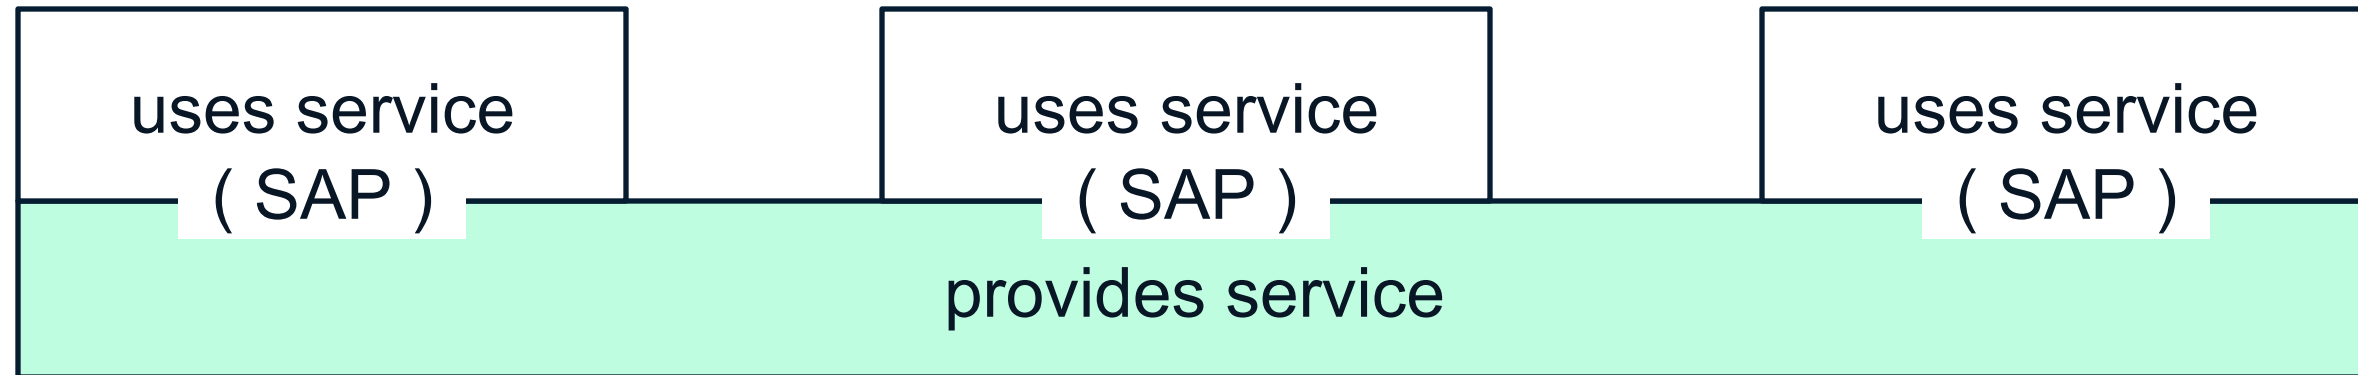 uses service
( SAP )
uses service
( SAP )
uses service
( SAP )
provides service